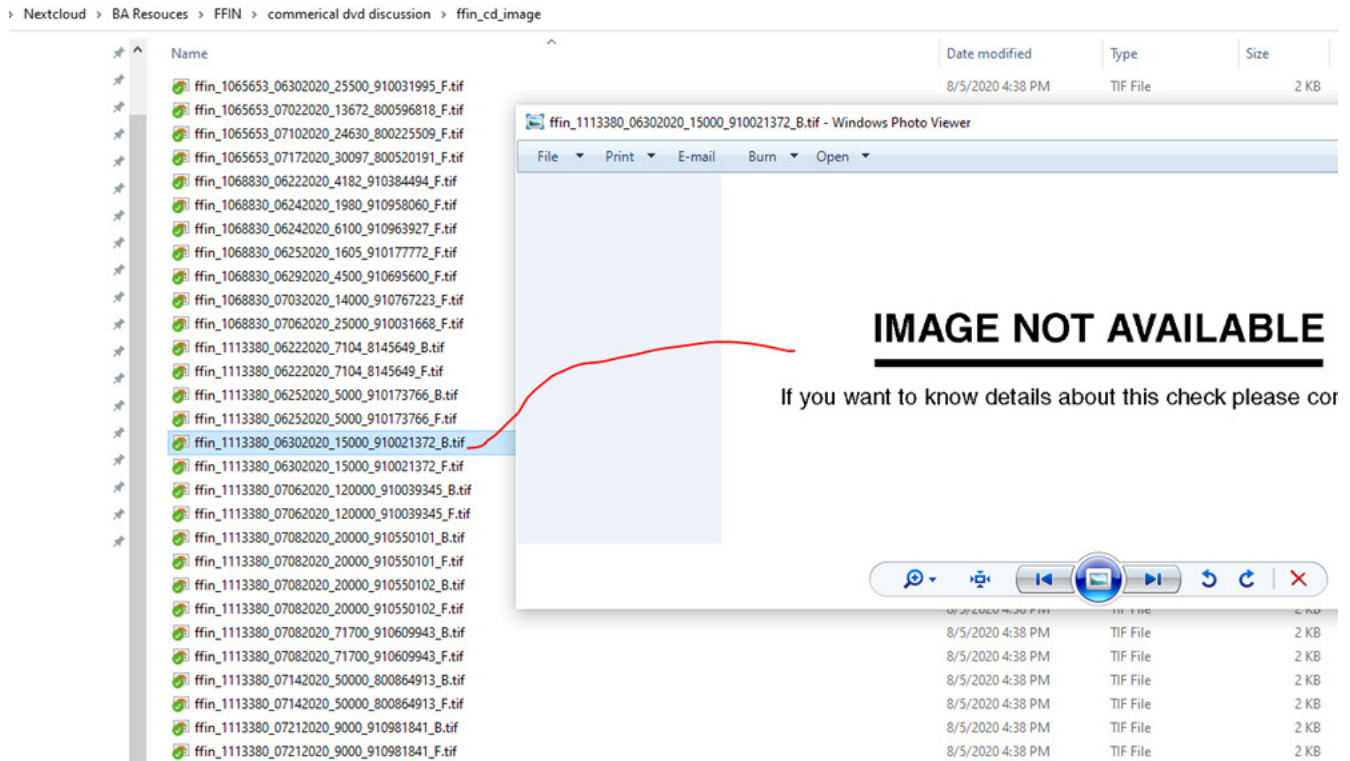 Nextcloud > BA Resouces > FFIN > commerical dvd discussion > ffin_cd_image
Name Date modified Type Size
ffin_1065653_06302020_25500_910031995_F.tif 8/5/2020 4:38 PM TIF File 2 KB
ffin_1065653_07022020_13672_800596818_F.tif
ffin_1065653_07102020_24630_800225509_F.tif
ffin_1065653_07172020_30097_800520191_F.tif
ffin_1068830_06222020_4182_910384494_F.tif
ffin_1068830_06242020_1980_910958060_F.tif
ffin_1068830_06242020_6100_910963927_F.tif
ffin_1068830_06252020_1605_910177772_F.tif
ffin_1068830_06292020_4500_910695600_F.tif
ffin_1068830_07032020_14000_910767223_F.tif
ffin_1068830_07062020_25000_910031668_F.tif
ffin_1113380_06222020_7104_8145649_B.tif
ffin_1113380_06222020_7104_8145649_F.tif
ffin_1113380_06252020_5000_910173766_B.tif
ffin_1113380_06252020_5000_910173766_F.tif
ffin_1113380_06302020_15000_910021372_B.tif
ffin_1113380_06302020_15000_910021372_F.tif
ffin_1113380_07062020_120000_910039345_B.tif
ffin_1113380_07062020_120000_910039345_F.tif
ffin_1113380_07082020_20000_910550101_B.tif
ffin_1113380_07082020_20000_910550101_F.tif
ffin_1113380_07082020_20000_910550102_B.tif
ffin_1113380_07082020_20000_910550102_F.tif
ffin_1113380_07082020_71700_910609943_B.tif 8/5/2020 4:38 PM TIF File 2 KB
ffin_1113380_07082020_71700_910609943_F.tif 8/5/2020 4:38 PM TIF File 2 KB
ffin_1113380_07142020_50000_800864913_B.tif 8/5/2020 4:38 PM TIF File 2 KB
ffin_1113380_07142020_50000_800864913_F.tif 8/5/2020 4:38 PM TIF File 2 KB
ffin_1113380_07212020_9000_910981841_B.tif 8/5/2020 4:38 PM TIF File 2 KB
ffin_1113380_07212020_9000_910981841_F.tif 8/5/2020 4:38 PM TIF File 2 KB
ffin_1113380_06302020_15000_910021372_B.tif - Windows Photo Viewer
File Print E-mail Burn Open
IMAGE NOT AVAILABLE
If you want to know details about this check please